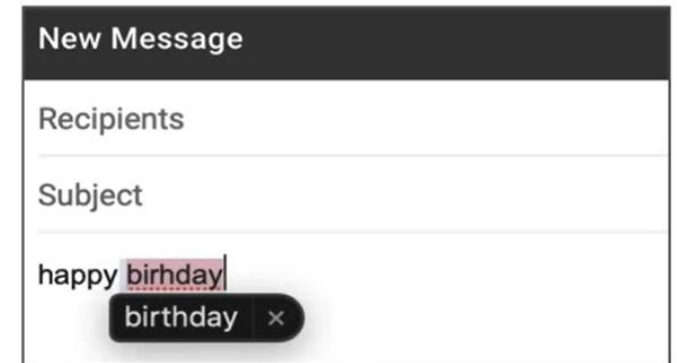 New Message
Recipients
Subject
happy birhday
birthday ×